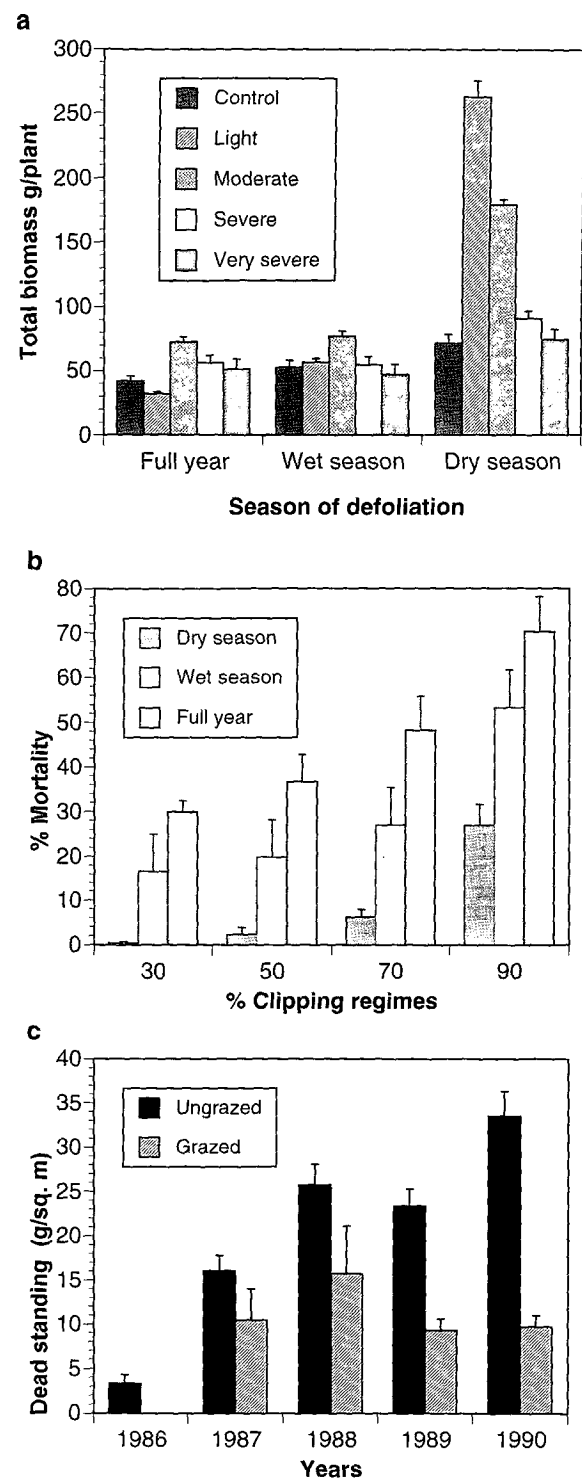 a
300
250
200
150
100
50
0
Total biomass g/plant
Control
Light
Moderate
Severe
Very severe
Full year Wet season Dry season
Season of defoliation
b
80
70
60
50
40
30
20
10
0
% Mortality
Dry season
Wet season
Full year
30 50 70 90
% Clipping regimes
c
40
35
30
25
20
15
10
5
0
Dead standing (g/sq. m)
Ungrazed
Grazed
1986 1987 1988 1989 1990
Years